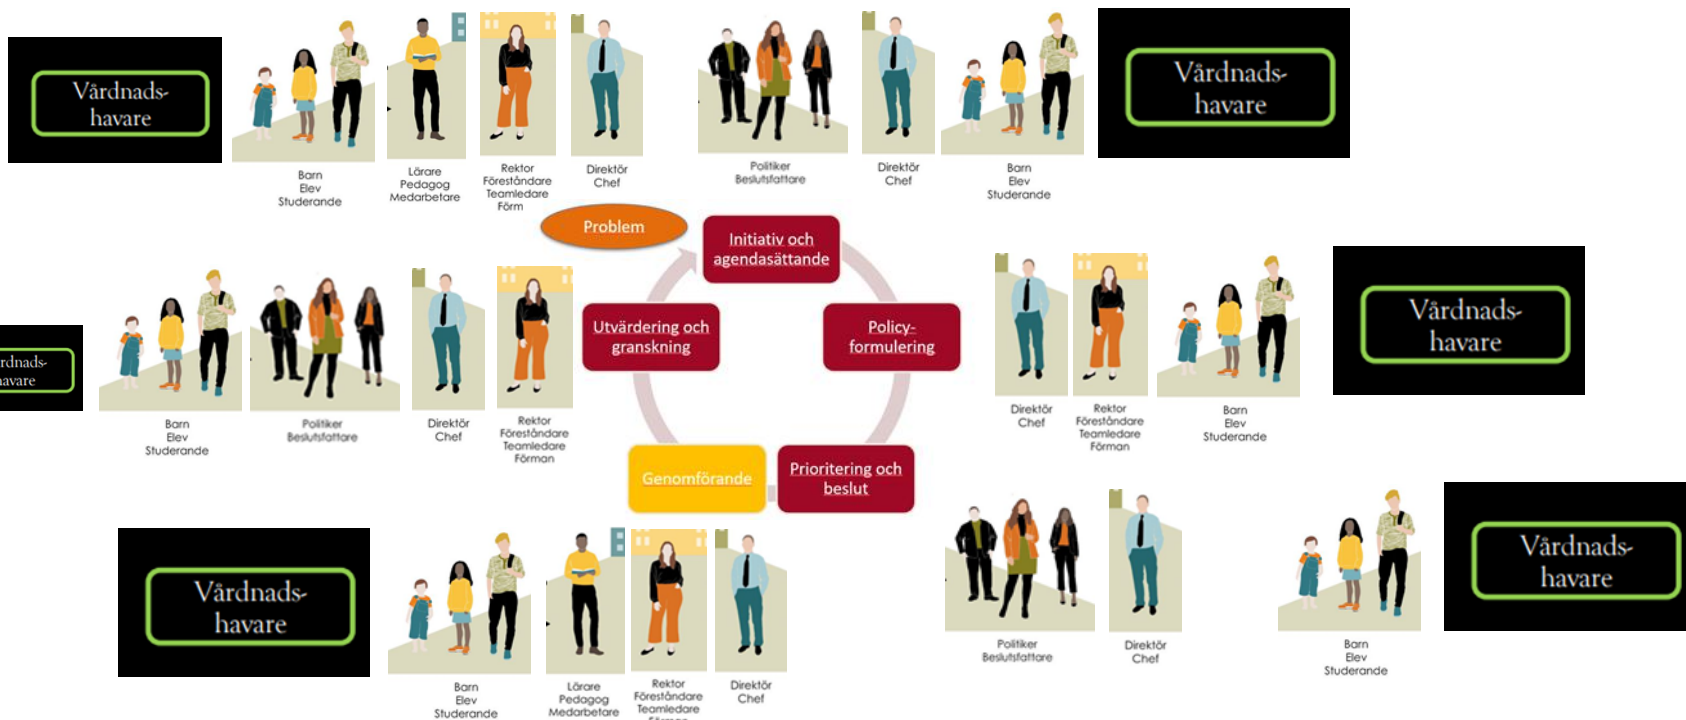 Vårdnads-
havare
Barn
Elev
Studerande
Lärare
Pedagog
Medarbetare
Rektor
Föreståndare
Teamledare
Förm
Direktör
Chef
Politiker
Beslutsfattare
Direktör
Chef
Barn
Elev
Studerande
Vårdnads-
havare
Problem
Initiativ och
agendasättande
Utvärdering och
granskning
Policy-
formulering
Genomförande
Prioritering och
beslut
rdnads-
havare
Barn
Elev
Studerande
Politiker
Beslutsfattare
Direktör
Chef
Rektor
Föreståndare
Teamledare
Förman
Direktör
Chef
Rektor
Föreståndare
Teamledare
Förman
Barn
Elev
Studerande
Vårdnads-
havare
Vårdnads-
havare
Barn
Elev
Studerande
Lärare
Pedagog
Medarbetare
Rektor
Föreståndare
Teamledare
Förman
Direktör
Chef
Politiker
Beslutsfattare
Direktör
Chef
Barn
Elev
Studerande
Vårdnads-
havare